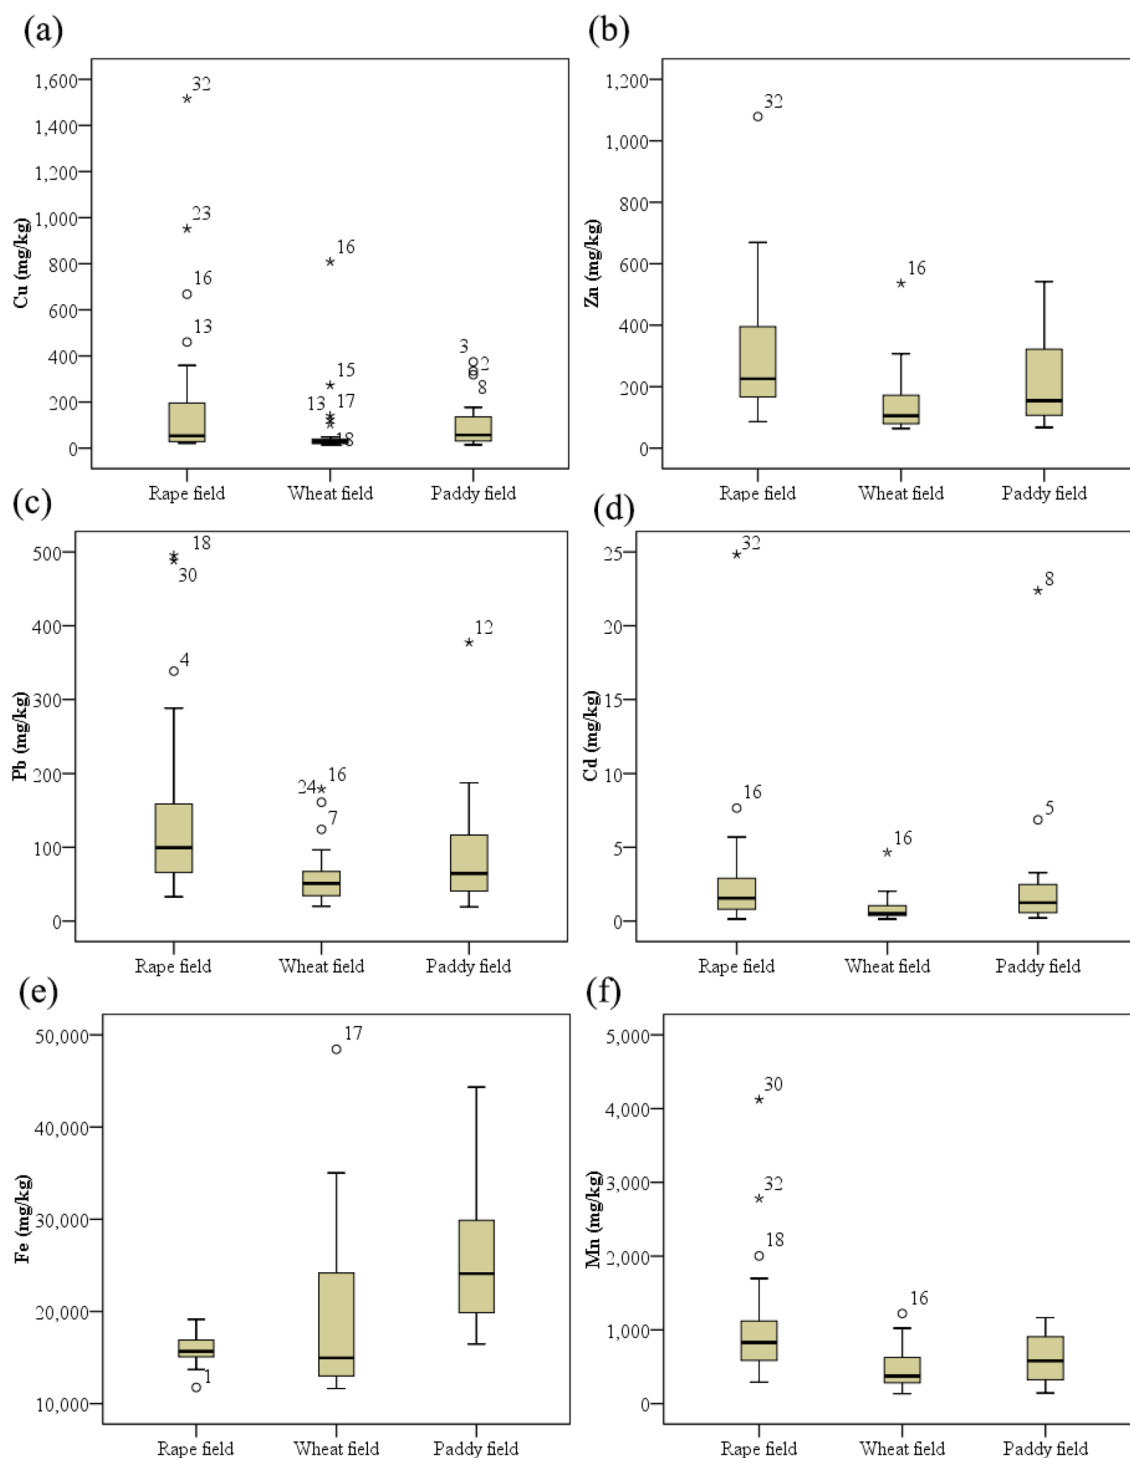 (a)
1,600
1,400
1,200
1,000
800
600
400
200
0
Cu (mg/kg)
32
23
16
13
16
15
13
17
18
3
2
8
Rape field
Wheat field
Paddy field
(b)
1,200
1,000
800
600
400
200
0
Zn (mg/kg)
32
16
Rape field
Wheat field
Paddy field
(c)
500
400
300
200
100
0
Pb (mg/kg)
18
30
4
24
16
7
12
Rape field
Wheat field
Paddy field
(d)
25
20
15
10
5
0
Cd (mg/kg)
32
16
16
8
5
Rape field
Wheat field
Paddy field
(e)
50,000
40,000
30,000
20,000
10,000
Fe (mg/kg)
1
17
Rape field
Wheat field
Paddy field
(f)
5,000
4,000
3,000
2,000
1,000
0
Mn (mg/kg)
30
32
18
16
Rape field
Wheat field
Paddy field